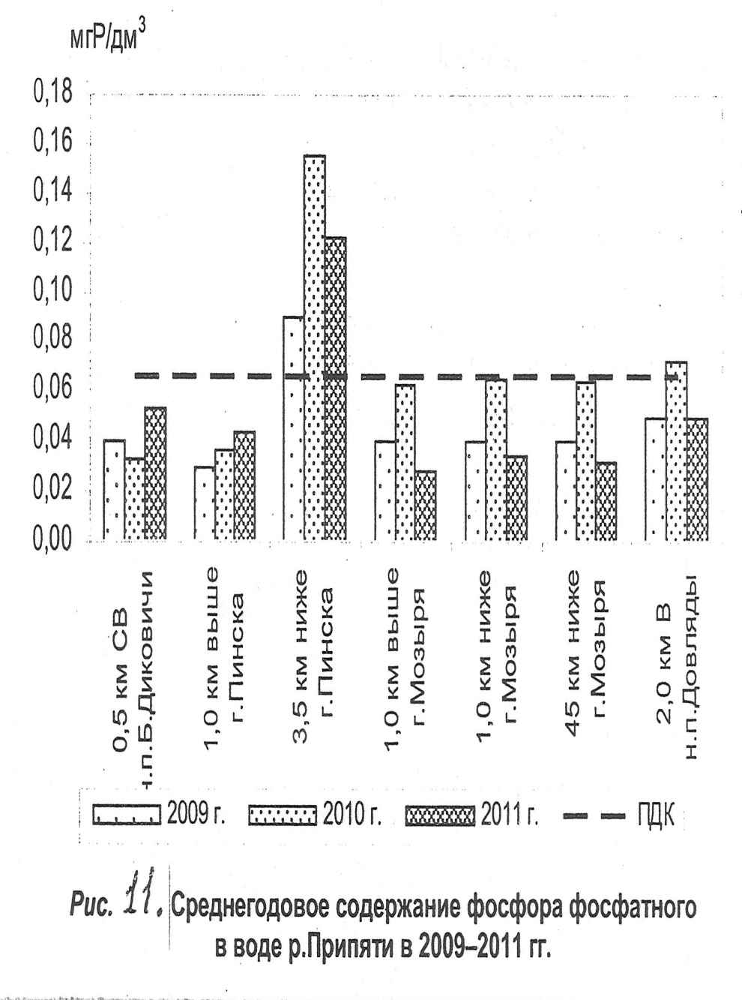 мгР/дм³
0,18
0,16
0,14
0,12
0,10
0,08
0,06
0,04
0,02
0,00
0,5 км СВ
н.п.Б.Диковичи
1,0 км выше
г.Пинска
3,5 км ниже
г.Пинска
1,0 км выше
г.Мозыря
1,0 км ниже
г.Мозыря
45 км ниже
г.Мозыря
2,0 км В
н.п.Довляды
2009 г. 2010 г. 2011 г. ПДК
Рис. 11. Среднегодовое содержание фосфора фосфатного
в воде р.Припяти в 2009–2011 гг.